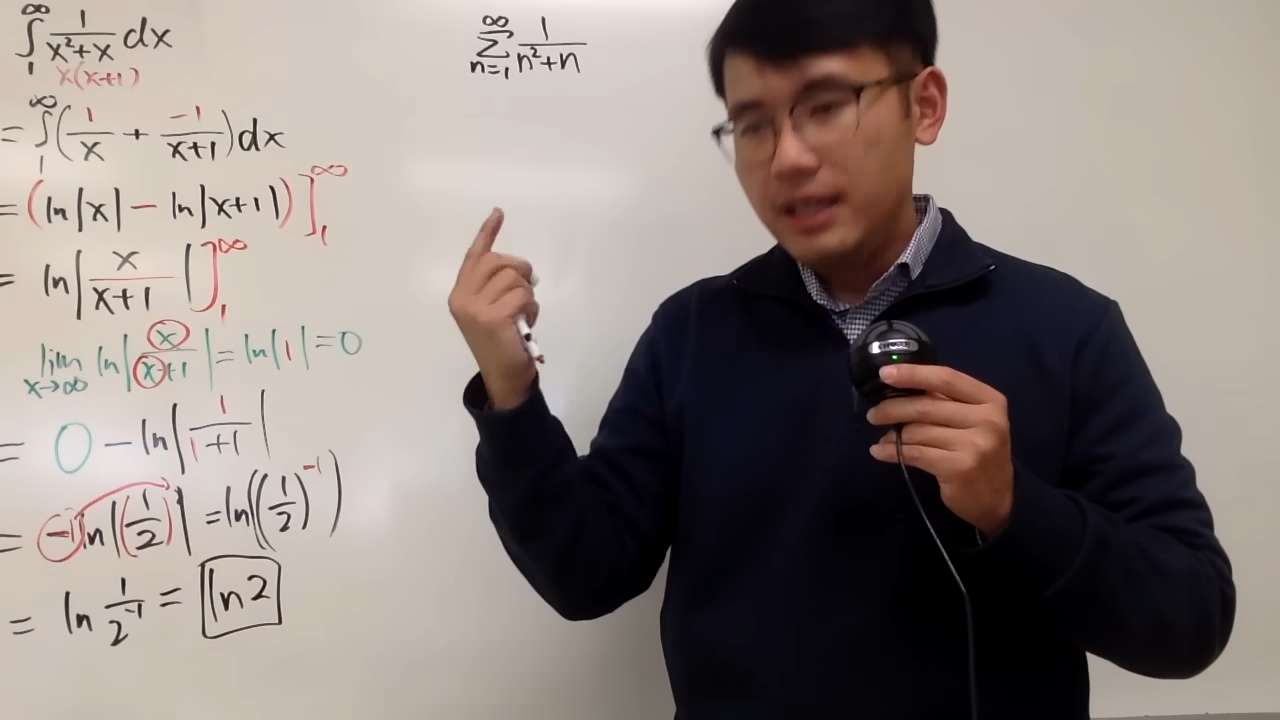 ∫₁^∞ 1/(x²+x) dx
x(x+1)
= ∫₁^∞ (1/x + -1/(x+1)) dx
= (ln|x| - ln|x+1|)]₁^∞
= ln|x/(x+1)|]₁^∞
lim x→∞ ln|x/(x+1)| = ln|1| = 0
= 0 - ln|1/(1+1)|
= -1 ln|(1/2)| = ln((1/2)^-1)
= ln 1/2^-1 = ln 2
∑ n=1 ^∞ 1/(n²+n)